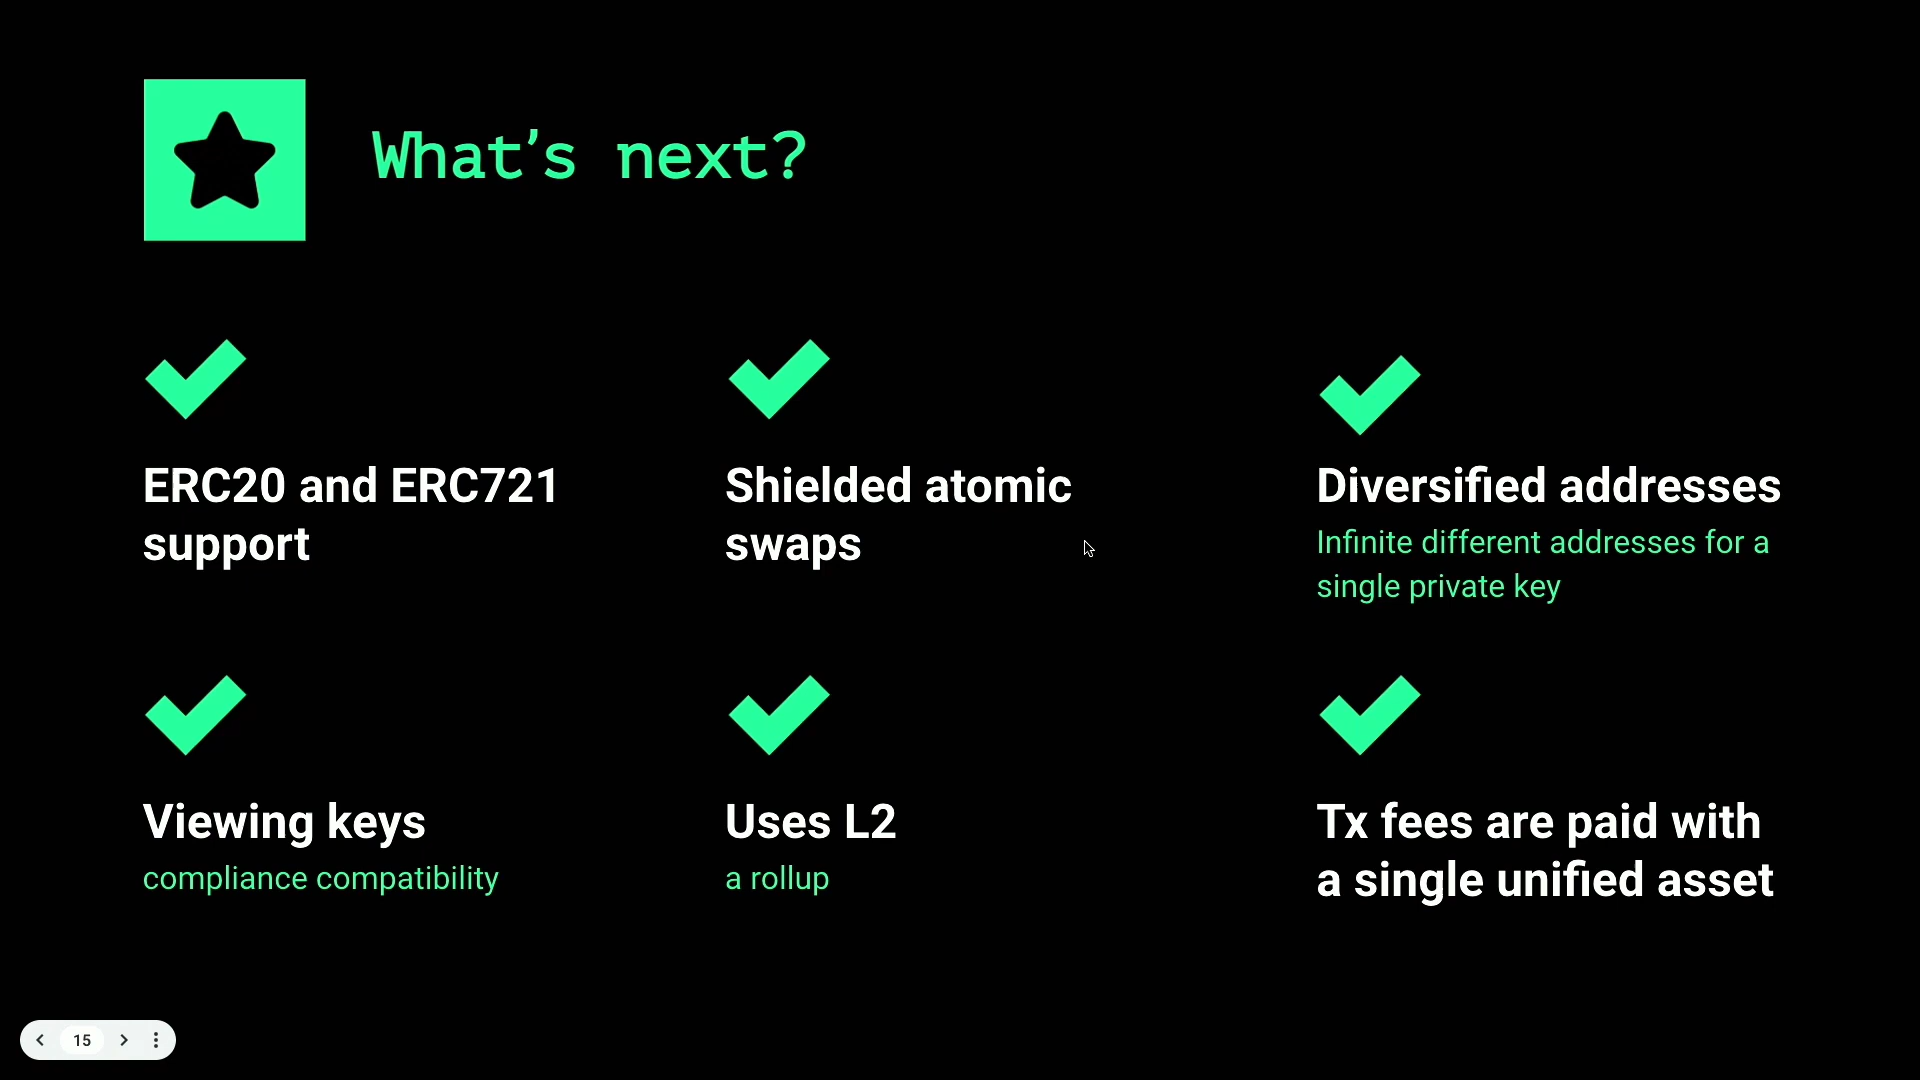 What's next?
ERC20 and ERC721
support
Shielded atomic
swaps
Diversified addresses
Infinite different addresses for a
single private key
Viewing keys
compliance compatibility
Uses L2
a rollup
Tx fees are paid with
a single unified asset
15